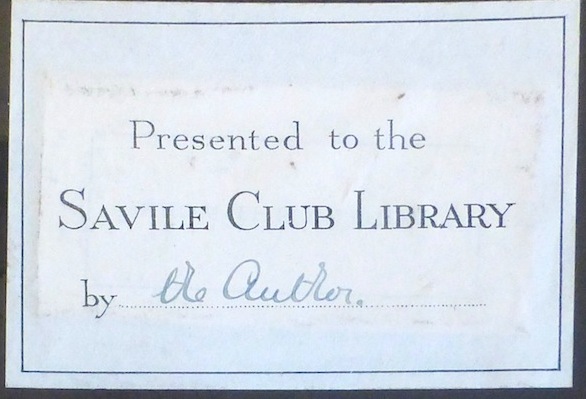 Presented to the
SAVILE CLUB LIBRARY
by the Author.